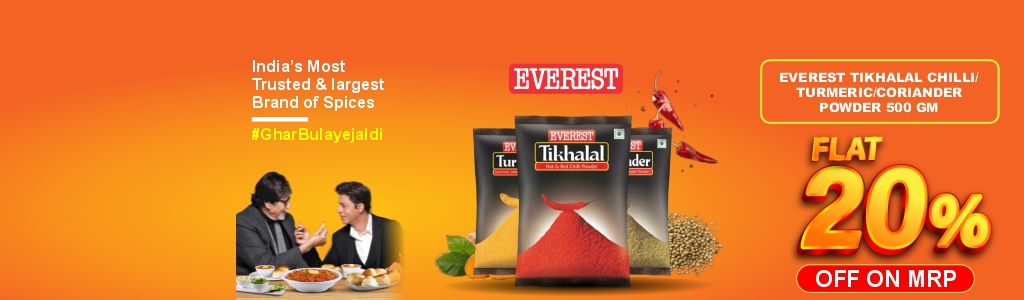 India's Most
Trusted & largest
Brand of Spices
#GharBulayejaldi
EVEREST
EVEREST
Tikhalal
Hot & Red Chilli Powder
EVEREST TIKHALAL CHILLI/
TURMERIC/CORIANDER
POWDER 500 GM
FLAT
20%
OFF ON MRP